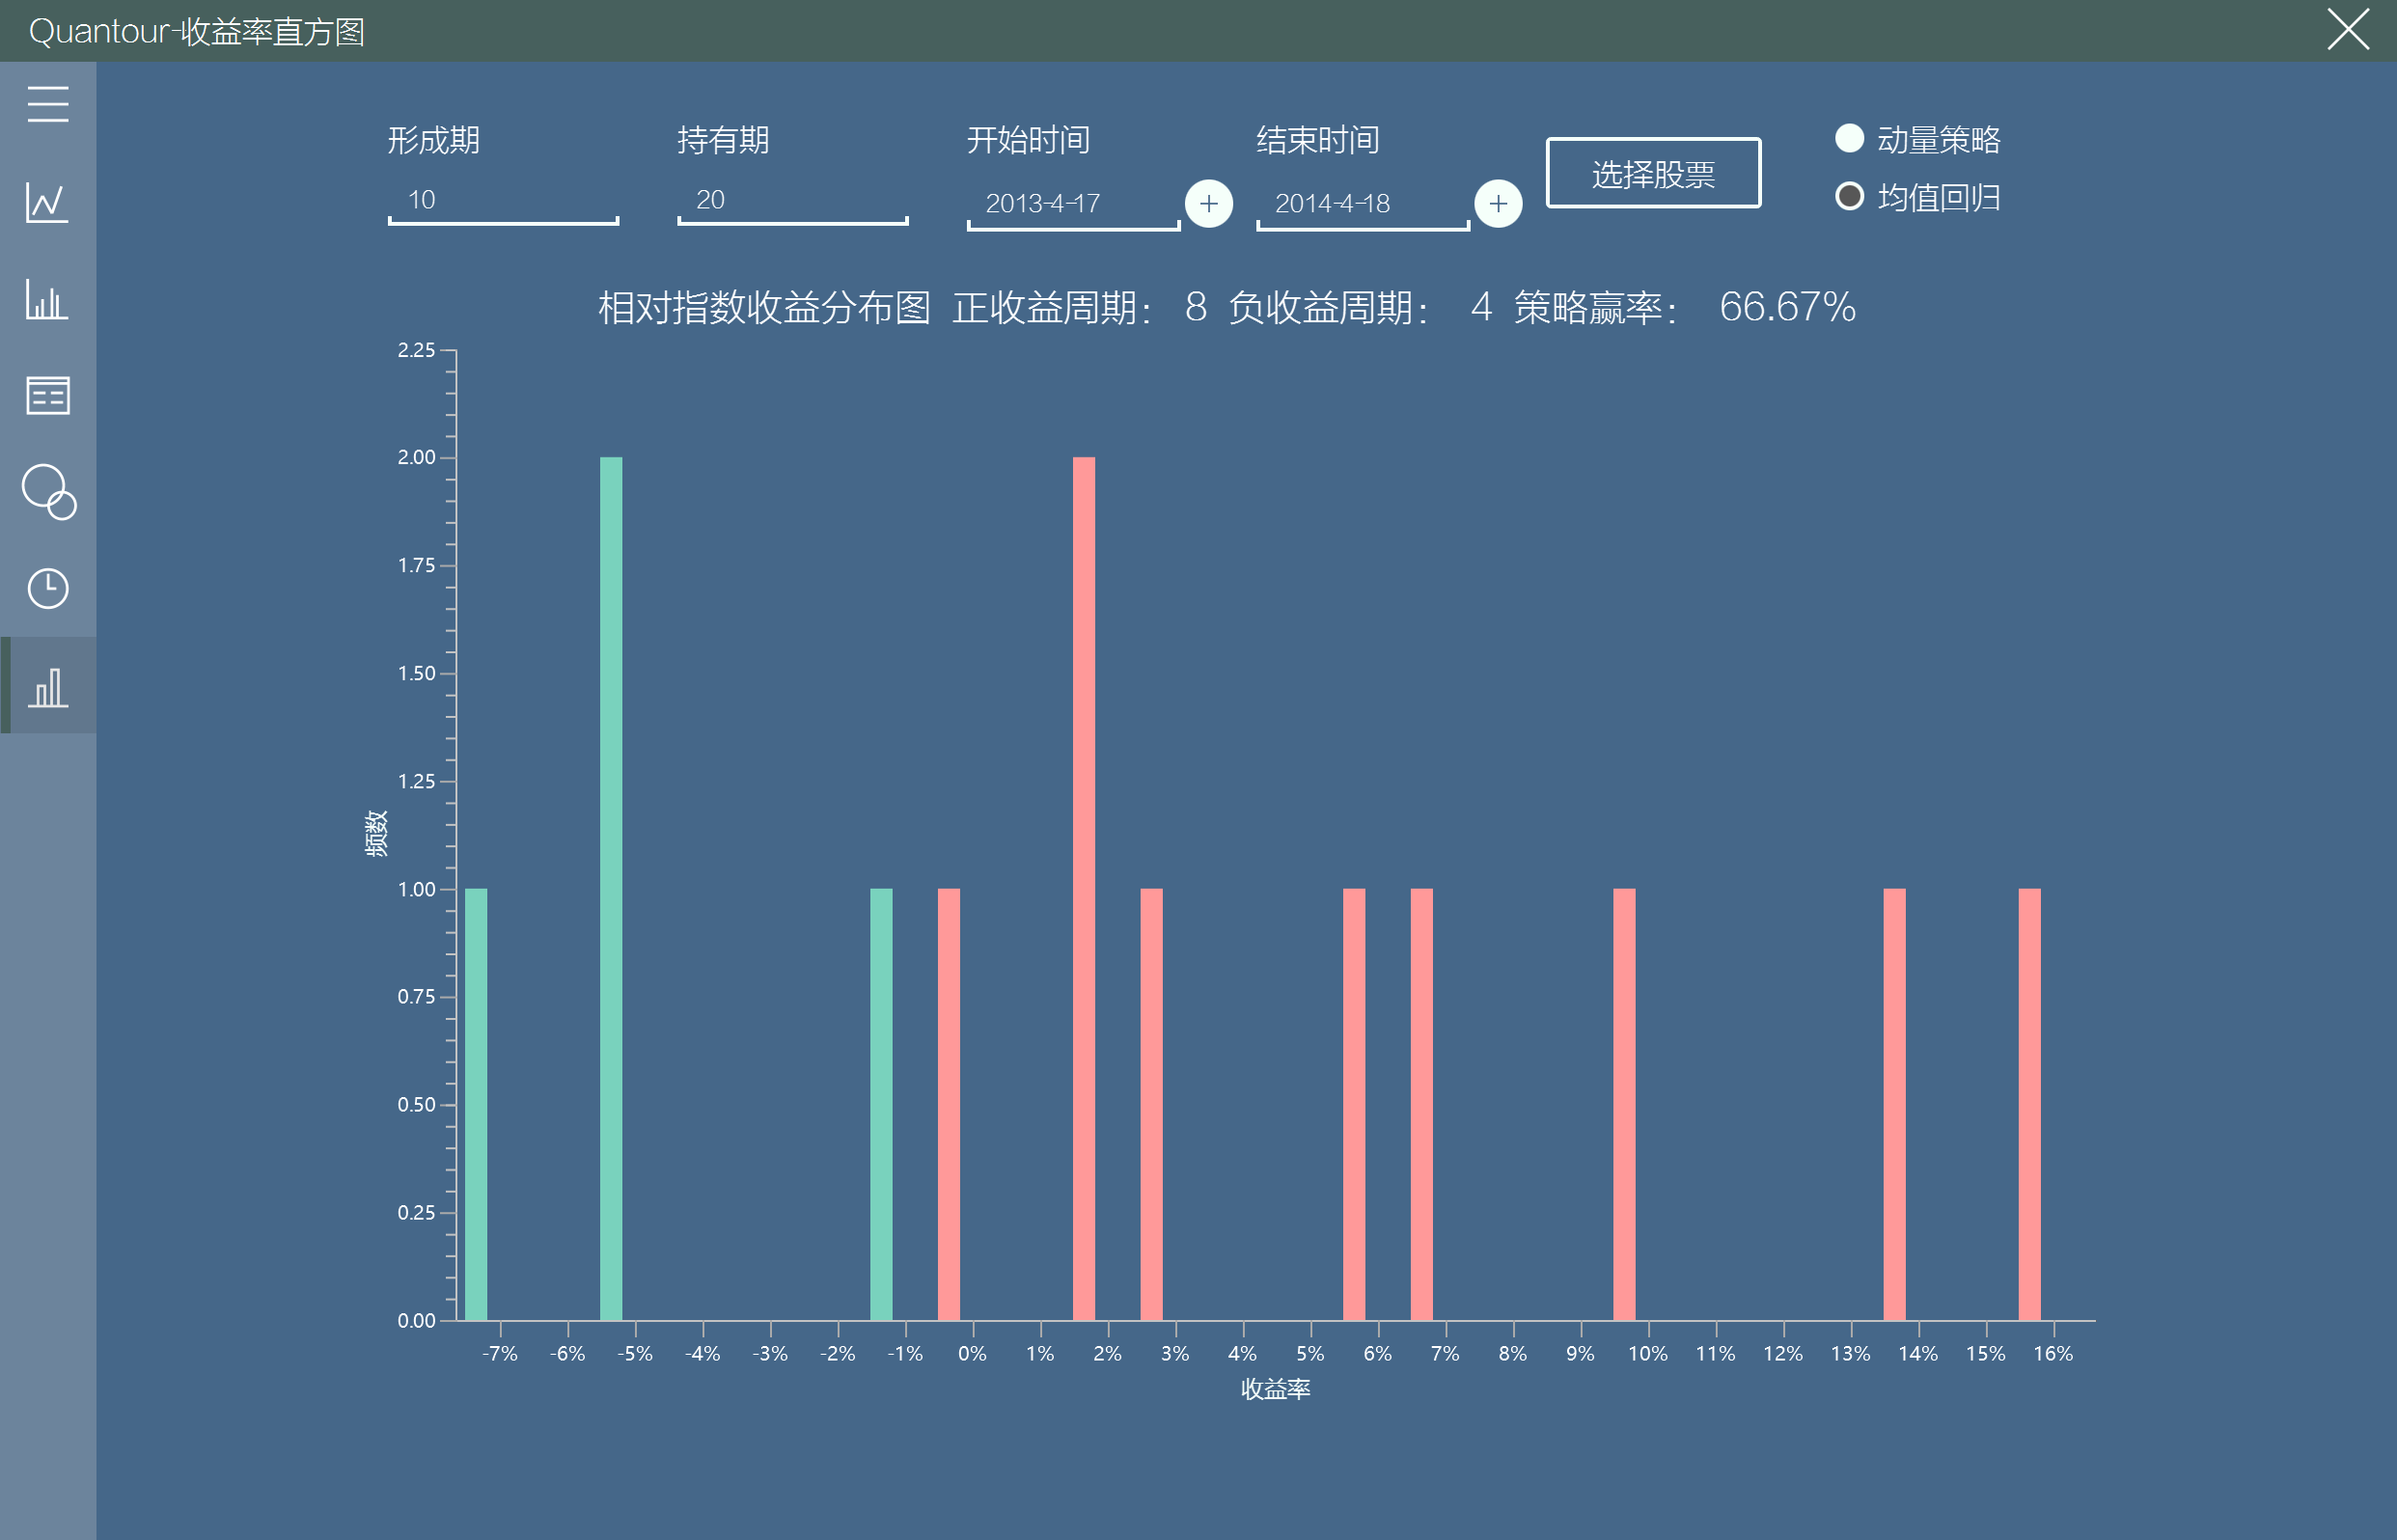 Quantour-收益率直方图
形成期 持有期 开始时间 结束时间 选择股票 动量策略
10 20 2013-4-17 + 2014-4-18 + 均值回归
相对指数收益分布图 正收益周期： 8 负收益周期： 4 策略赢率： 66.67%
2.25
2.00
1.75
1.50
1.25
频数
1.00
0.75
0.50
0.25
0.00
-7% -6% -5% -4% -3% -2% -1% 0% 1% 2% 3% 4% 5% 6% 7% 8% 9% 10% 11% 12% 13% 14% 15% 16%
收益率